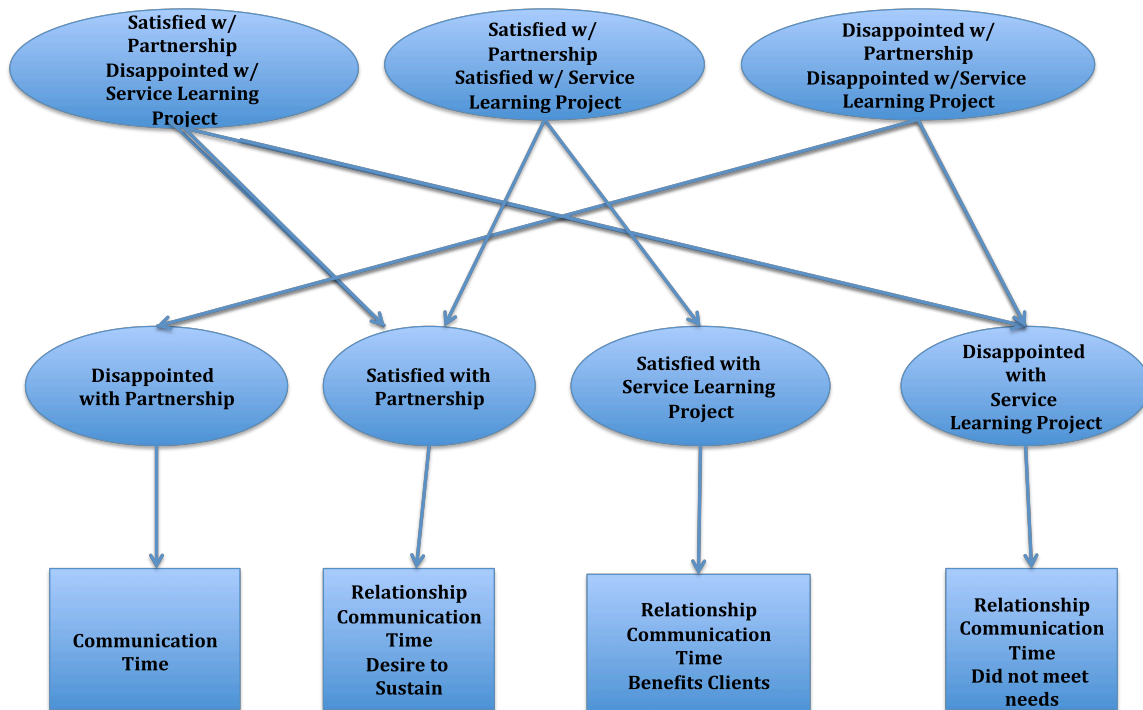 Satisfied w/
Partnership
Disappointed w/
Service Learning
Project
Satisfied w/
Partnership
Satisfied w/ Service
Learning Project
Disappointed w/
Partnership
Disappointed w/Service
Learning Project
Disappointed
with Partnership
Satisfied with
Partnership
Satisfied with
Service Learning
Project
Disappointed
with
Service
Learning Project
Communication
Time
Relationship
Communication
Time
Desire to
Sustain
Relationship
Communication
Time
Benefits Clients
Relationship
Communication
Time
Did not meet
needs